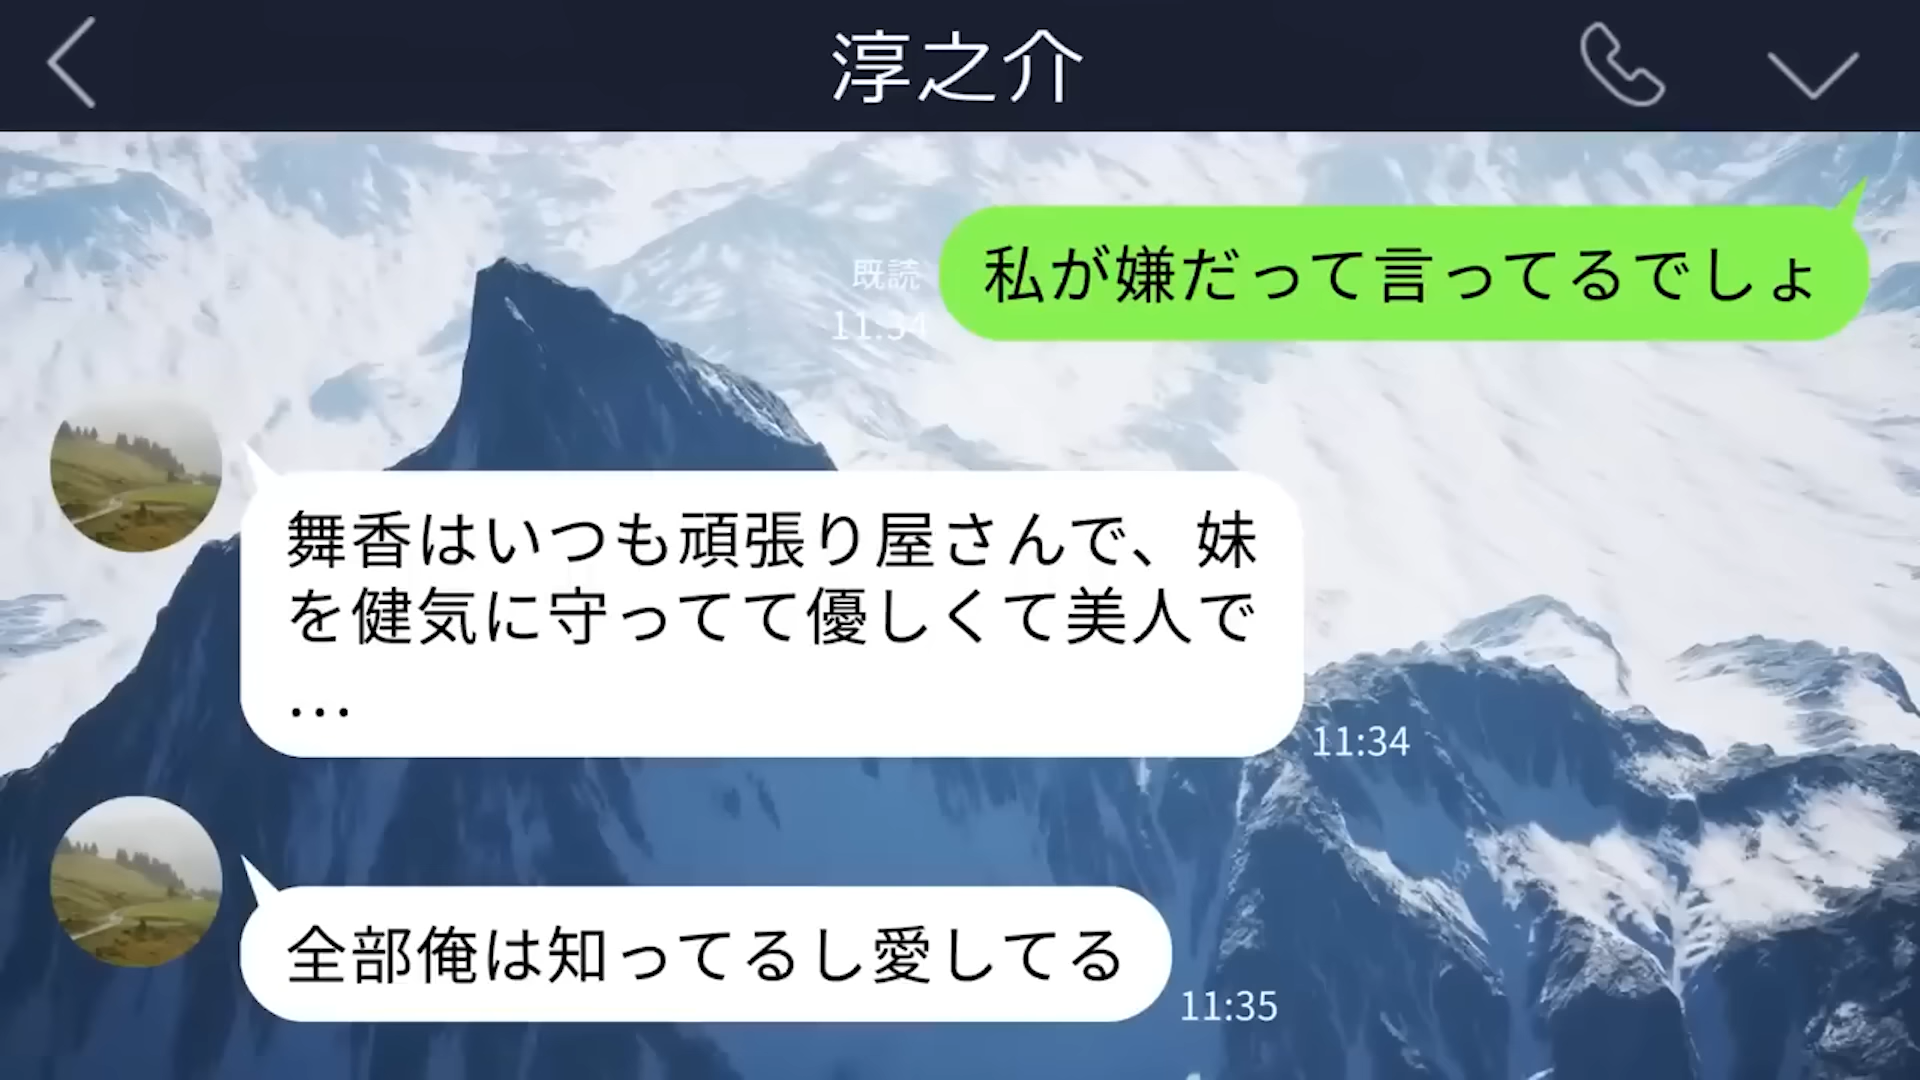 淳之介
私が嫌だって言ってるでしょ
既読
11:34
舞香はいつも頑張り屋さんで、妹
を健気に守ってて優しくて美人で
…
11:34
全部俺は知ってるし愛してる
11:35